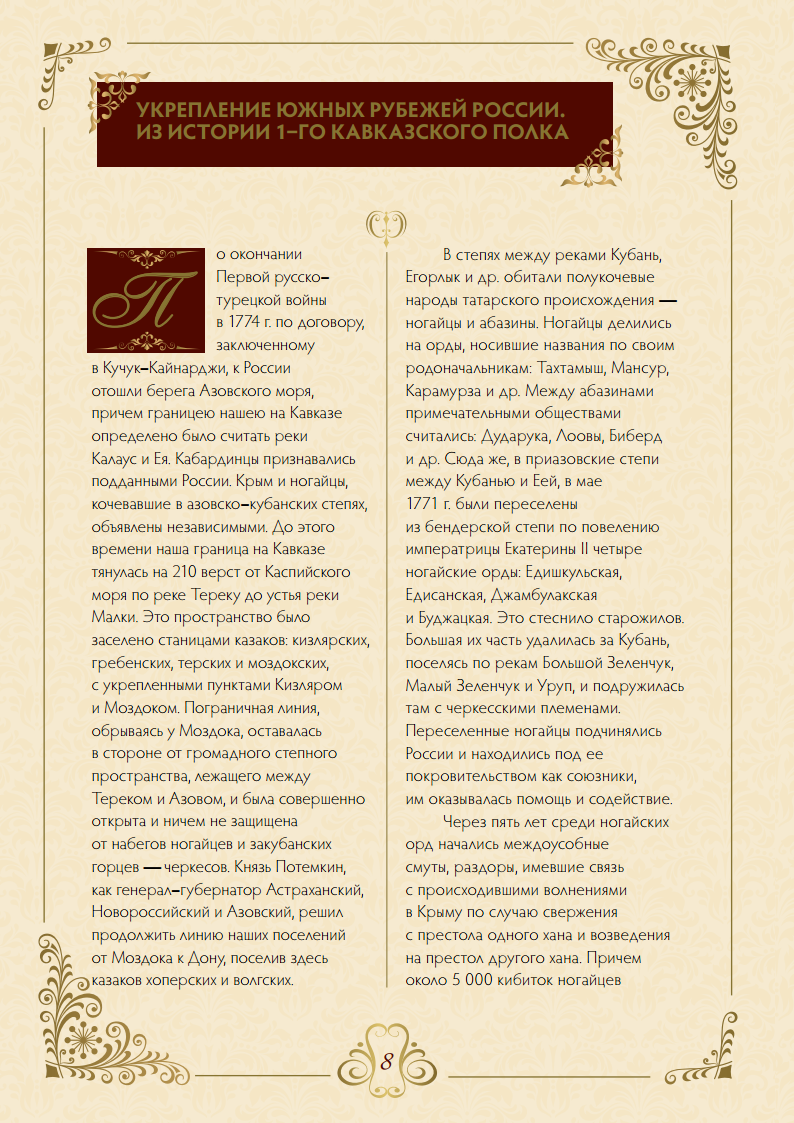 УКРЕПЛЕНИЕ ЮЖНЫХ РУБЕЖЕЙ РОССИИ.
ИЗ ИСТОРИИ 1–ГО КАВКАЗСКОГО ПОЛКА
По окончании
Первой русско–
турецкой войны
в 1774 г. по договору,
заключенному
в Кучук–Кайнарджи, к России
отошли берега Азовского моря,
причем границею нашею на Кавказе
определено было считать реки
Калаус и Ея. Кабардинцы признавались
подданными России. Крым и ногайцы,
кочевавшие в азовско–кубанских степях,
объявлены независимыми. До этого
времени наша граница на Кавказе
тянулась на 210 верст от Каспийского
моря по реке Тереку до устья реки
Малки. Это пространство было
заселено станицами казаков: кизлярских,
гребенских, терских и моздокских,
с укрепленными пунктами Кизляром
и Моздоком. Пограничная линия,
обрываясь у Моздока, оставалась
в стороне от громадного степного
пространства, лежащего между
Тереком и Азовом, и была совершенно
открыта и ничем не защищена
от набегов ногайцев и закубанских
горцев — черкесов. Князь Потемкин,
как генерал–губернатор Астраханский,
Новороссийский и Азовский, решил
продолжить линию наших поселений
от Моздока к Дону, поселив здесь
казаков хоперских и волгских.
В степях между реками Кубань,
Егорлык и др. обитали полукочевые
народы татарского происхождения —
ногайцы и абазины. Ногайцы делились
на орды, носившие названия по своим
родоначальникам: Тахтамыш, Мансур,
Карамурза и др. Между абазинами
примечательными обществами
считались: Дударука, Лоовы, Биберд
и др. Сюда же, в приазовские степи
между Кубанью и Еей, в мае
1771 г. были переселены
из бендерской степи по повелению
императрицы Екатерины II четыре
ногайские орды: Едишкульская,
Едисанская, Джамбулакская
и Буджацкая. Это стеснило старожилов.
Большая их часть удалилась за Кубань,
поселясь по рекам Большой Зеленчук,
Малый Зеленчук и Уруп, и подружилась
там с черкесскими племенами.
Переселенные ногайцы подчинялись
России и находились под ее
покровительством как союзники,
им оказывалась помощь и содействие.
Через пять лет среди ногайских
орд начались междоусобные
смуты, раздоры, имевшие связь
с происходившими волнениями
в Крыму по случаю свержения
с престола одного хана и возведения
на престол другого хана. Причем
около 5 000 кибиток ногайцев
8